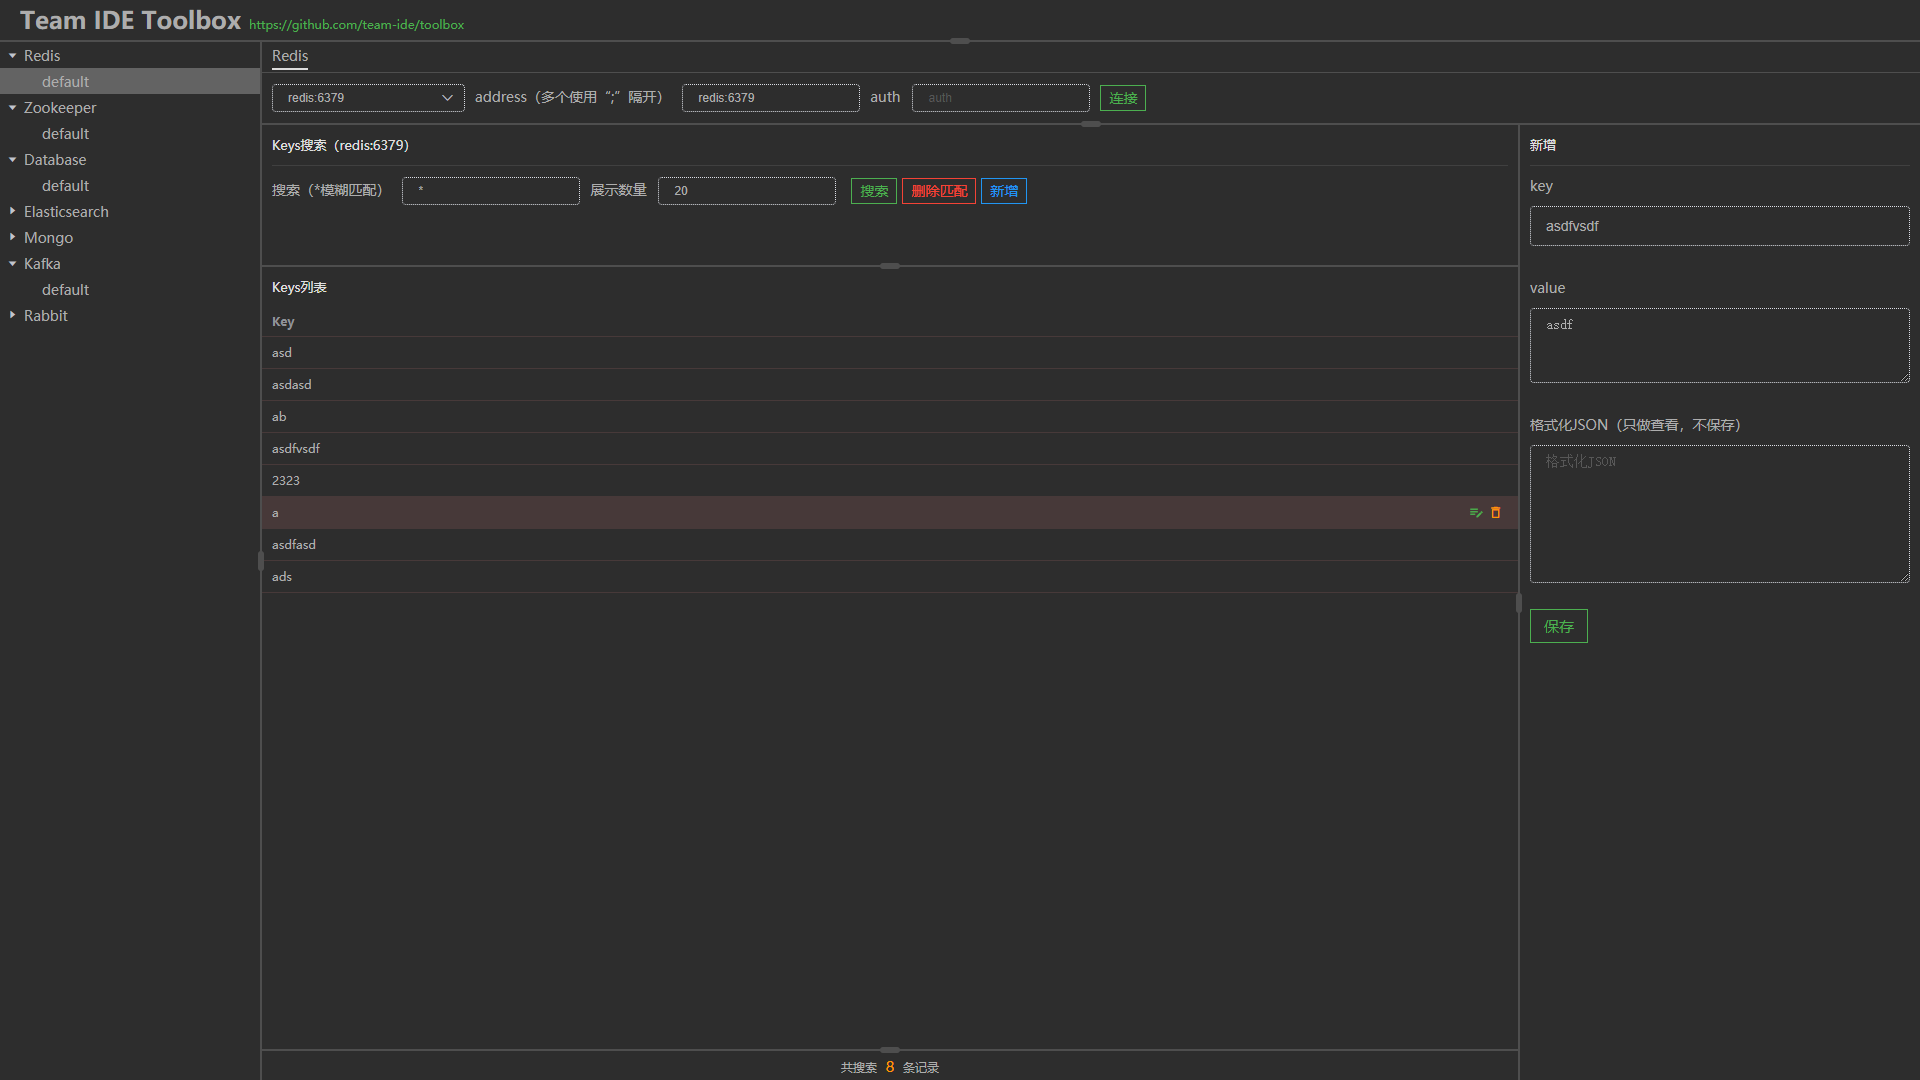 Team IDE Toolbox https://github.com/team-ide/toolbox
Redis
default
Zookeeper
default
Database
default
Elasticsearch
Mongo
Kafka
default
Rabbit
Redis
redis:6379 address（多个使用“;”隔开） redis:6379 auth auth 连接
Keys搜索（redis:6379）
搜索（*模糊匹配） * 展示数量 20 搜索 删除匹配 新增
Keys列表
Key
asd
asdasd
ab
asdfvsdf
2323
a
asdfasd
ads
共搜索 8 条记录
新增
key
asdfvsdf
value
asdf
格式化JSON（只做查看，不保存）
格式化JSON
保存